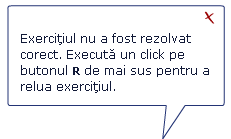 Exerciţiul nu a fost rezolvat
corect. Execută un click pe
butonul R de mai sus pentru a
relua exerciţiul.